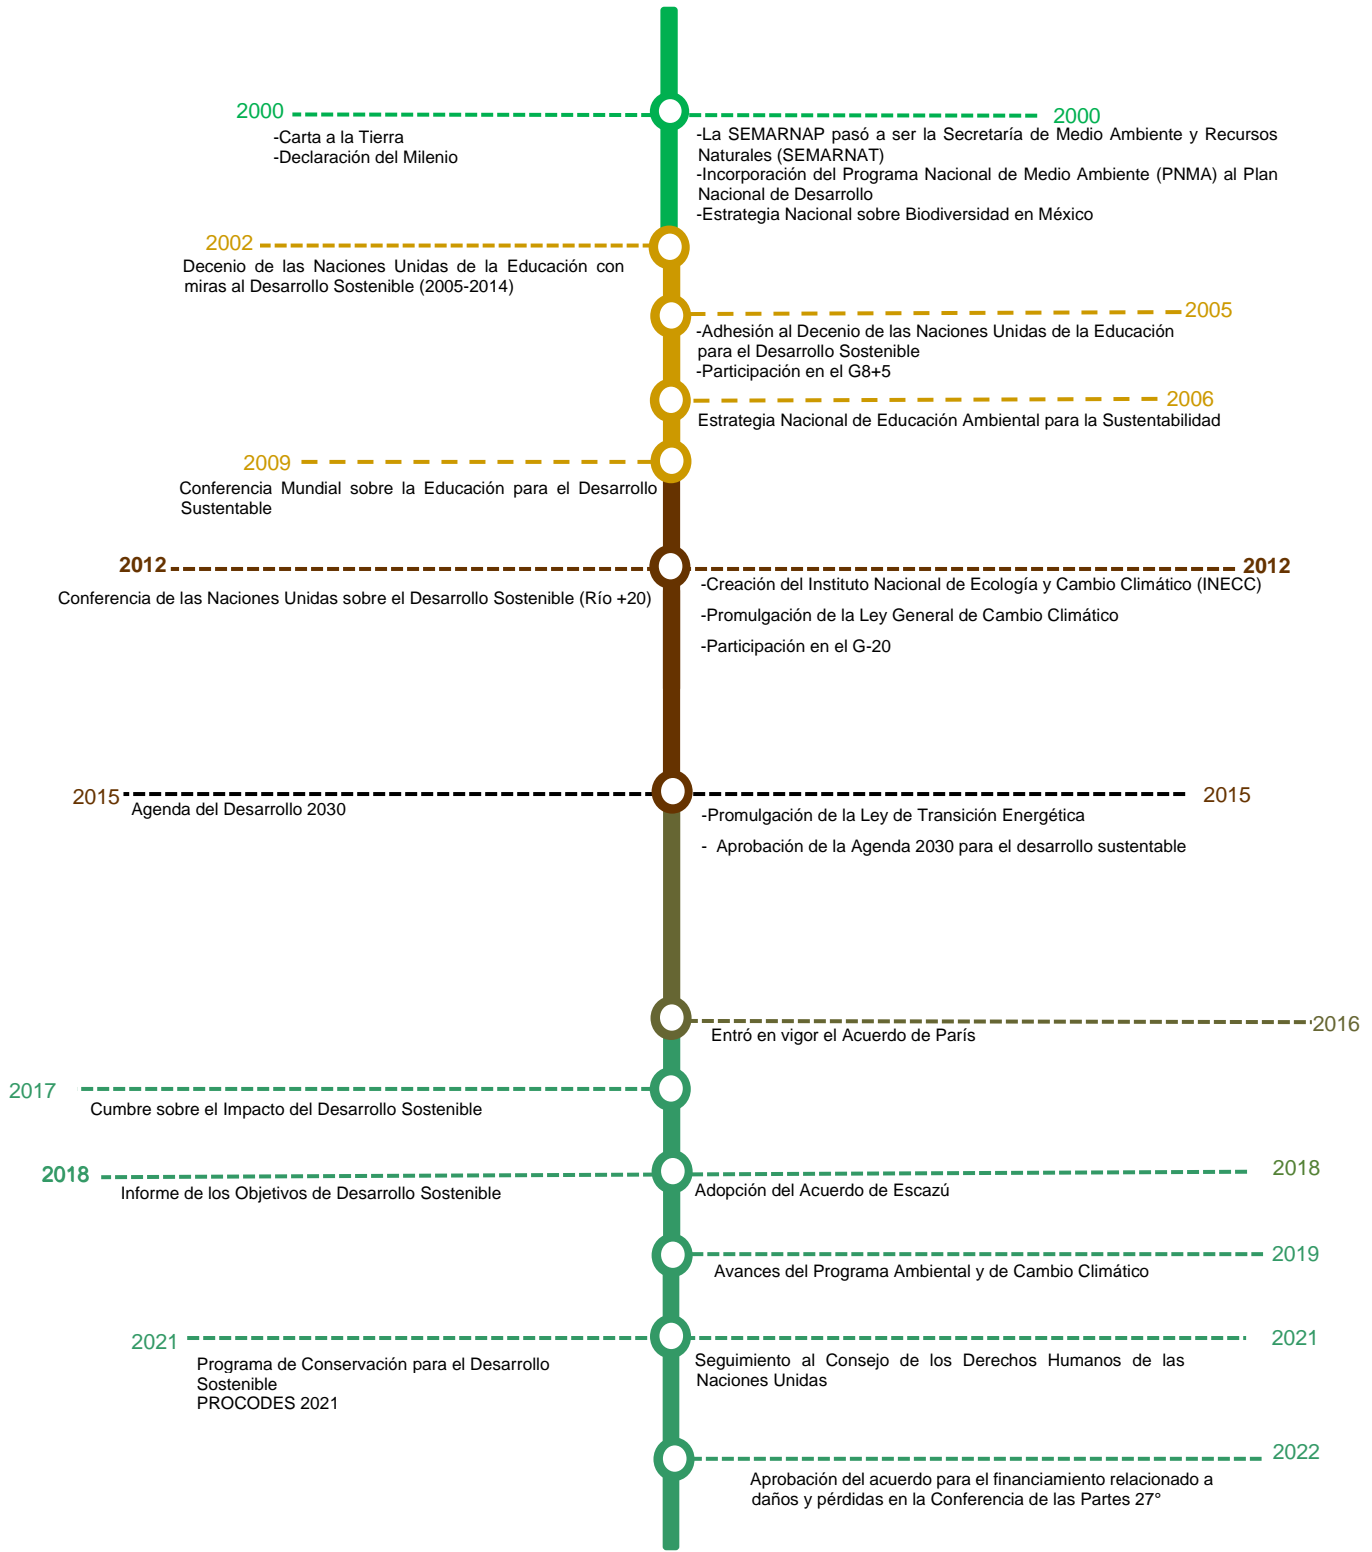 2000
-Carta a la Tierra
-Declaración del Milenio
2000
-La SEMARNAP pasó a ser la Secretaría de Medio Ambiente y Recursos
Naturales (SEMARNAT)
-Incorporación del Programa Nacional de Medio Ambiente (PNMA) al Plan
Nacional de Desarrollo
-Estrategia Nacional sobre Biodiversidad en México
2002
Decenio de las Naciones Unidas de la Educación con
miras al Desarrollo Sostenible (2005-2014)
2005
-Adhesión al Decenio de las Naciones Unidas de la Educación
para el Desarrollo Sostenible
-Participación en el G8+5
2006
Estrategia Nacional de Educación Ambiental para la Sustentabilidad
2009
Conferencia Mundial sobre la Educación para el Desarrollo
Sustentable
2012
Conferencia de las Naciones Unidas sobre el Desarrollo Sostenible (Río +20)
2012
-Creación del Instituto Nacional de Ecología y Cambio Climático (INECC)
-Promulgación de la Ley General de Cambio Climático
-Participación en el G-20
2015
Agenda del Desarrollo 2030
2015
-Promulgación de la Ley de Transición Energética
- Aprobación de la Agenda 2030 para el desarrollo sustentable
2016
Entró en vigor el Acuerdo de París
2017
Cumbre sobre el Impacto del Desarrollo Sostenible
2018
Informe de los Objetivos de Desarrollo Sostenible
2018
Adopción del Acuerdo de Escazú
2019
Avances del Programa Ambiental y de Cambio Climático
2021
Programa de Conservación para el Desarrollo
Sostenible
PROCODES 2021
2021
Seguimiento al Consejo de los Derechos Humanos de las
Naciones Unidas
2022
Aprobación del acuerdo para el financiamiento relacionado a
daños y pérdidas en la Conferencia de las Partes 27°